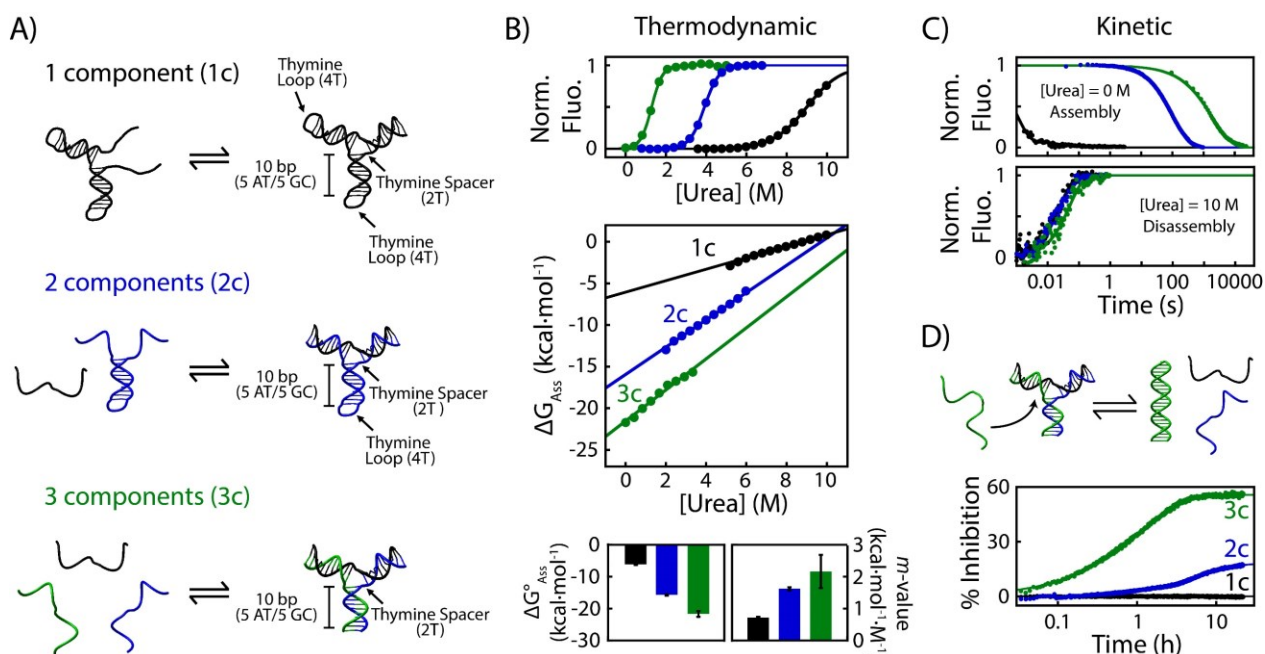 A)
1 component (1c)
Thymine
Loop (4T)
10 bp
(5 AT/5 GC)
Thymine Spacer
(2T)
Thymine
Loop (4T)
2 components (2c)
10 bp
(5 AT/5 GC)
Thymine Spacer
(2T)
Thymine
Loop (4T)
3 components (3c)
10 bp
(5 AT/5 GC)
Thymine Spacer
(2T)
B)
Thermodynamic
Norm.
Fluo.
1
0
0 2 4 6 8 10
[Urea] (M)
ΔG_Ass (kcal·mol⁻¹)
0
-5
-10
-15
-20
-25
1c
2c
3c
0 2 4 6 8 10
[Urea] (M)
ΔG°_Ass
(kcal·mol⁻¹)
0
-10
-20
-30
3
2
1
0
m-value
(kcal·mol⁻¹·M⁻¹)
C)
Kinetic
Norm.
Fluo.
1
0
[Urea] = 0 M
Assembly
Norm.
Fluo.
1
0
[Urea] = 10 M
Disassembly
0.01 1 100 10000
Time (s)
D)
% Inhibition
60
30
0
3c
2c
1c
0.1 1 10
Time (h)